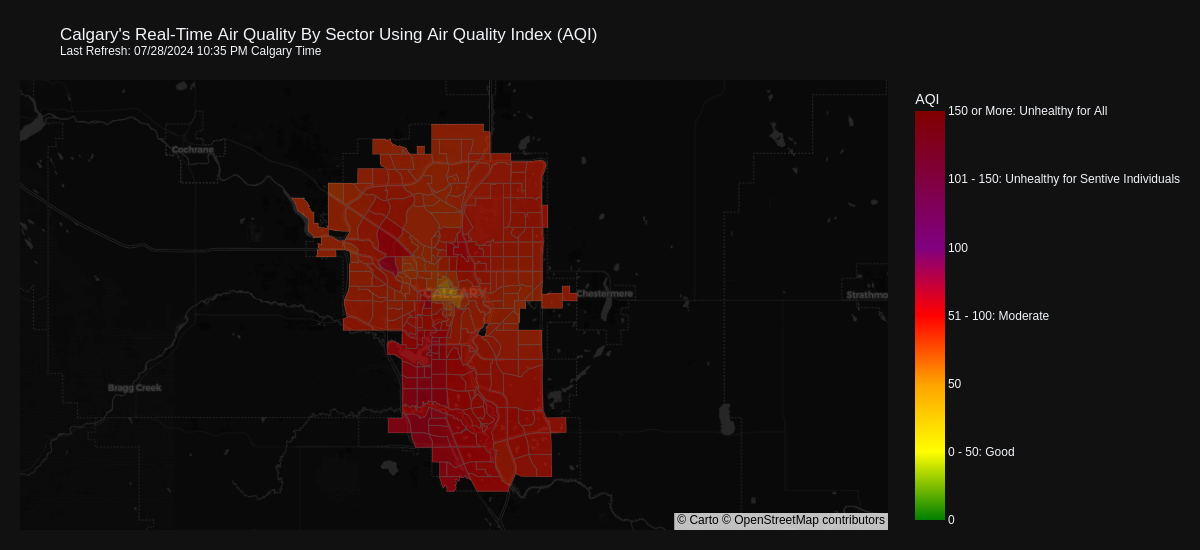 Calgary's Real-Time Air Quality By Sector Using Air Quality Index (AQI)
Last Refresh: 07/28/2024 10:35 PM Calgary Time
AQI
150 or More: Unhealthy for All
Cochrane
101 - 150: Unhealthy for Sentive Individuals
100
CALGARY
Chestermere
Strathmo
51 - 100: Moderate
Bragg Creek
50
0 - 50: Good
© Carto © OpenStreetMap contributors
0